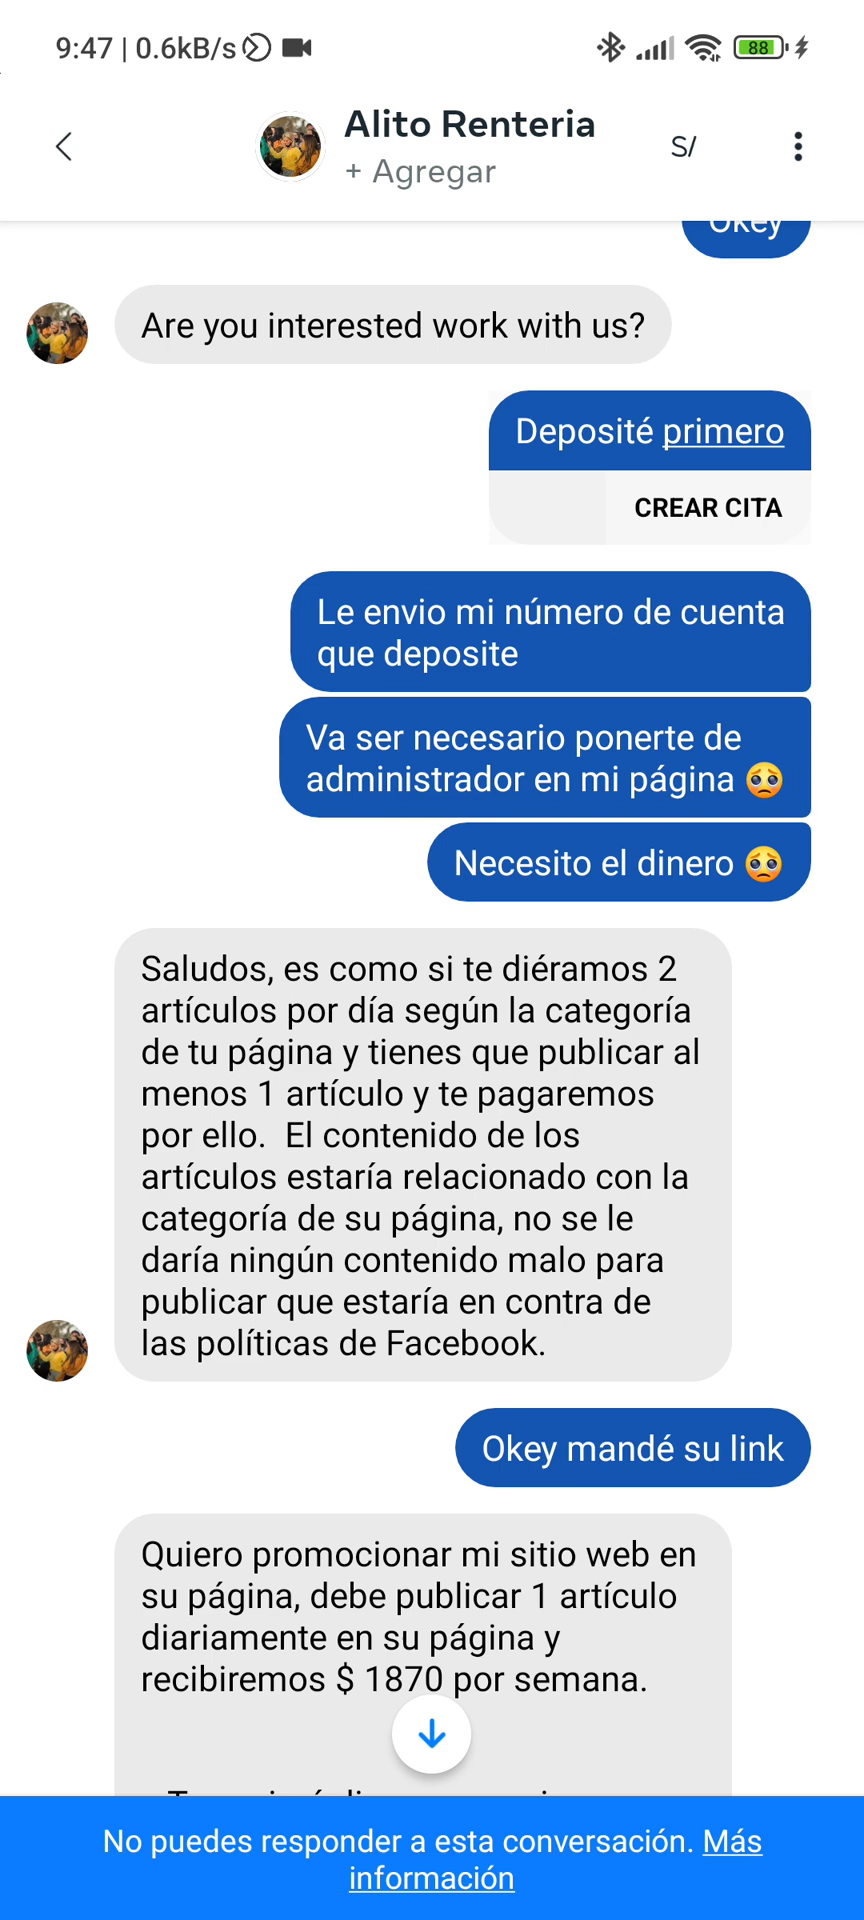 9:47 | 0.6kB/s
88
Alito Renteria
+ Agregar
S/
Okey
Are you interested work with us?
Deposité primero
CREAR CITA
Le envio mi número de cuenta
que deposite
Va ser necesario ponerte de
administrador en mi página 🥺
Necesito el dinero 🥺
Saludos, es como si te diéramos 2
artículos por día según la categoría
de tu página y tienes que publicar al
menos 1 artículo y te pagaremos
por ello.  El contenido de los
artículos estaría relacionado con la
categoría de su página, no se le
daría ningún contenido malo para
publicar que estaría en contra de
las políticas de Facebook.
Okey mandé su link
Quiero promocionar mi sitio web en
su página, debe publicar 1 artículo
diariamente en su página y
recibiremos $ 1870 por semana.
No puedes responder a esta conversación. Más
información